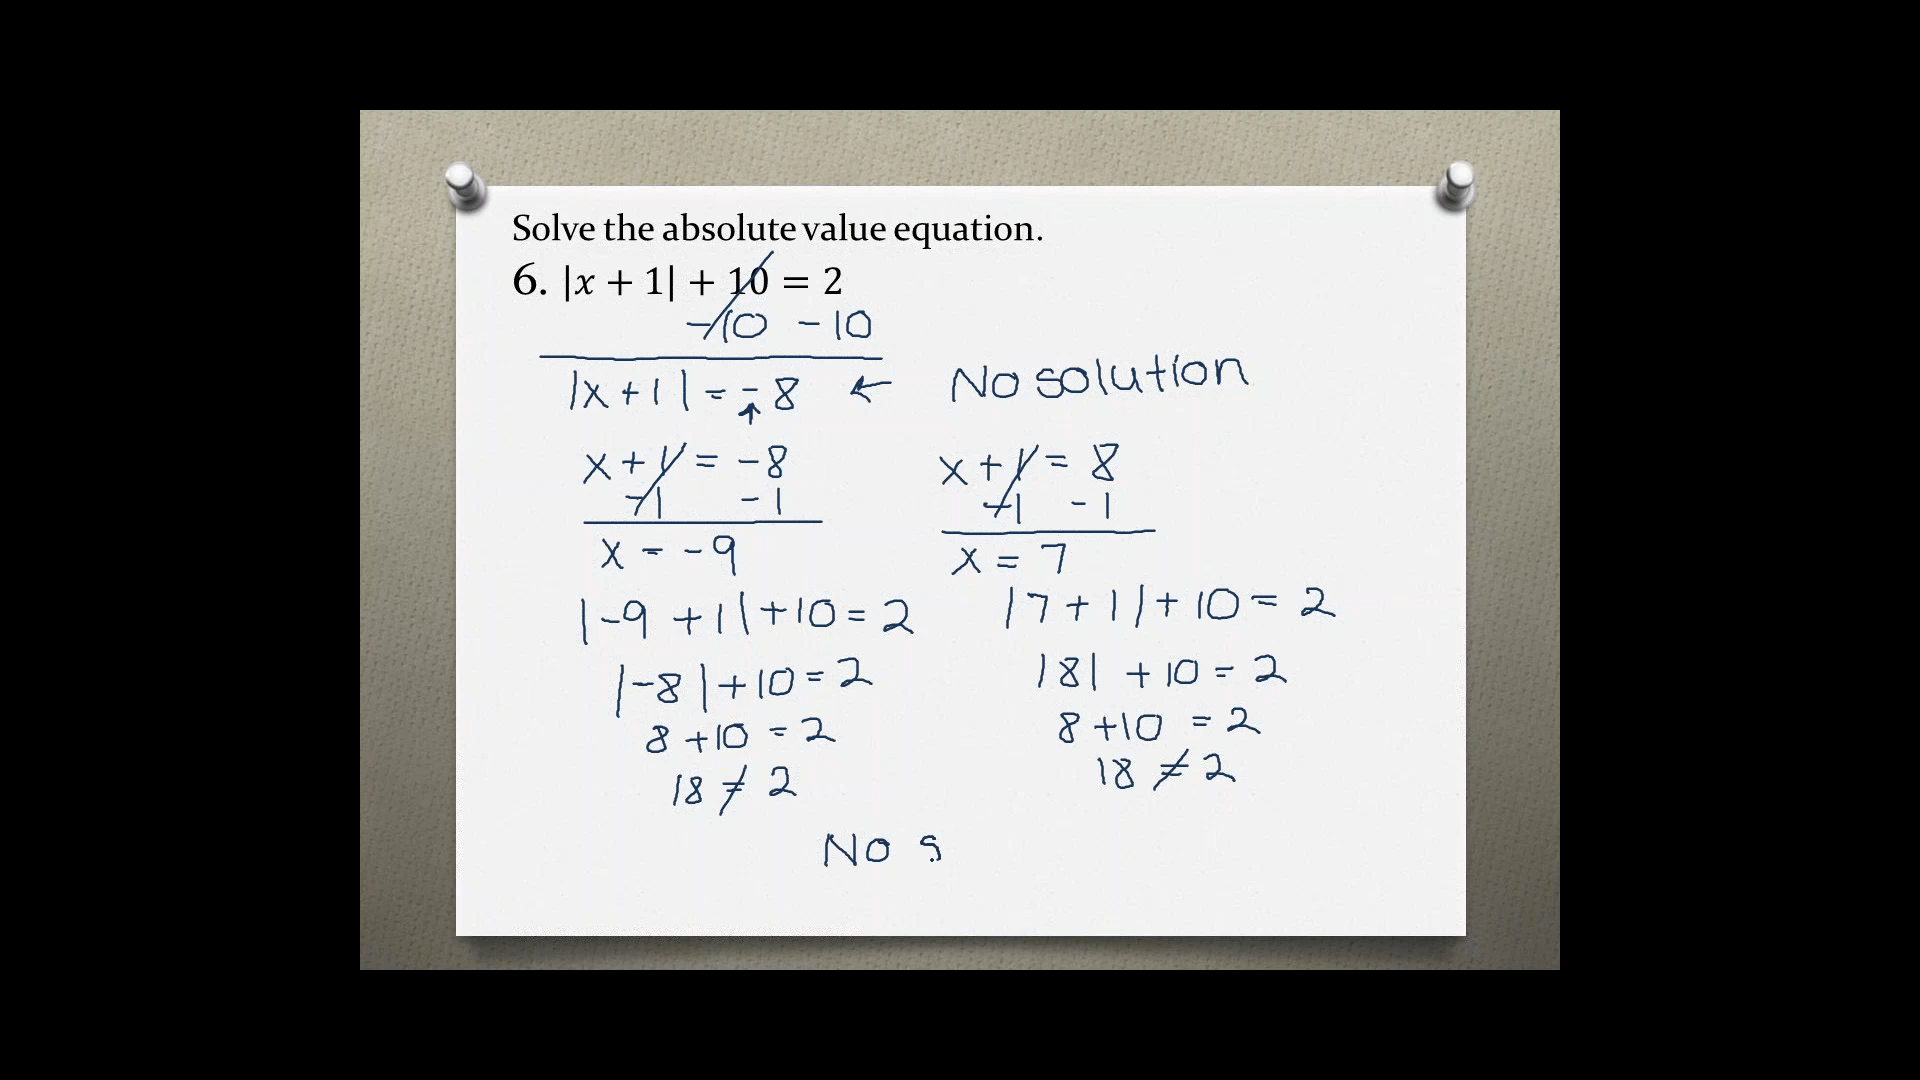 Solve the absolute value equation.
6. |x + 1| + 10 = 2
-10 -10
|x+1| = -8 ← No solution
↑
x+1 = -8
-1 -1
x = -9
|-9 +1|+10=2
|-8|+10=2
8+10=2
18≠2
x+1= 8
-1 -1
x = 7
|7+1|+10=2
|8| +10=2
8+10 =2
18≠2
No s